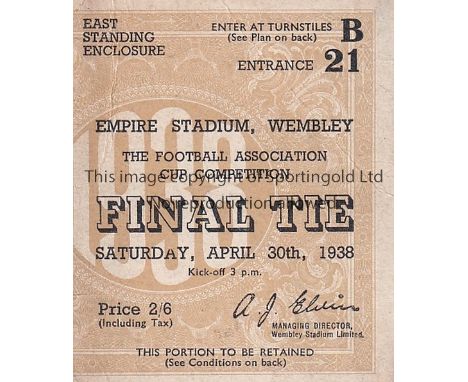 EAST
STANDING
ENCLOSURE
ENTER AT TURNSTILES
(See Plan on back)
B
ENTRANCE 21
EMPIRE STADIUM, WEMBLEY
THE FOOTBALL ASSOCIATION
CUP COMPETITION
This image copyright of Sportingold Ltd
No reproduction allowed
1938
FINAL TIE
SATURDAY, APRIL 30th, 1938
Kick-off 3 p.m.
Price 2/6
(Including Tax)
A. J. Elvin
MANAGING DIRECTOR,
Wembley Stadium Limited.
THIS PORTION TO BE RETAINED
(See Conditions on back)